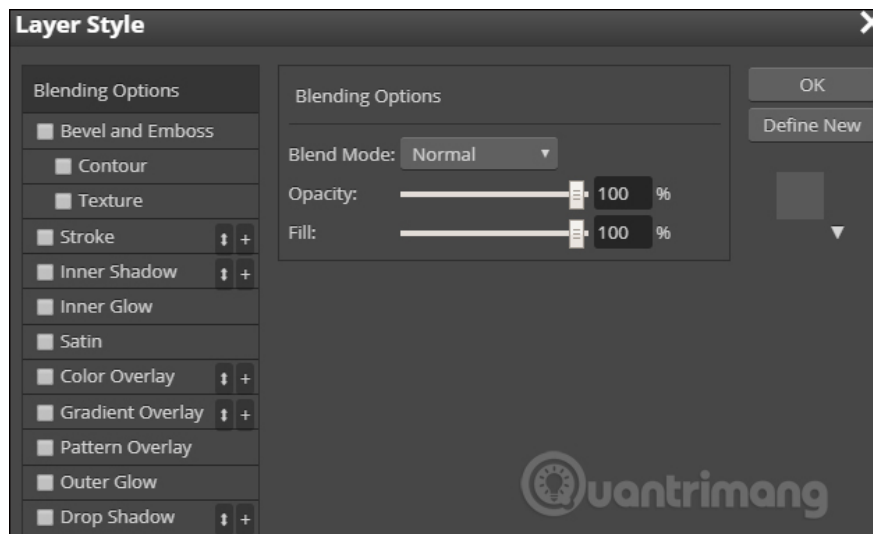 Layer Style
Blending Options
Bevel and Emboss
Contour
Texture
Stroke
Inner Shadow
Inner Glow
Satin
Color Overlay
Gradient Overlay
Pattern Overlay
Outer Glow
Drop Shadow
Blending Options
Blend Mode: Normal
Opacity: 100 %
Fill: 100 %
OK
Define New
Quantrimang